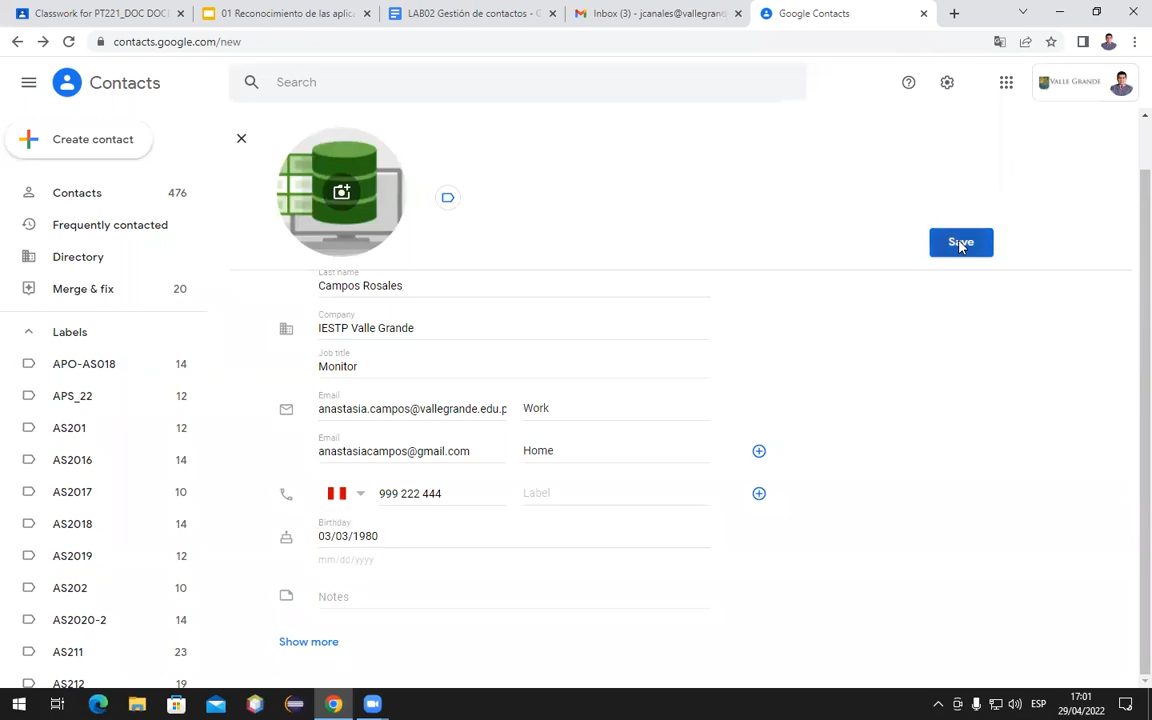 Classwork for PT221_DOC DOC
01 Reconocimiento de las aplic
LAB02 Gestión de contactos - G
Inbox (3) - jcanales@vallegrand
Google Contacts
contacts.google.com/new
Contacts
Search
VALLE GRANDE
Create contact
Contacts 476
Frequently contacted
Directory
Merge & fix 20
Labels
APO-AS018 14
APS_22 12
AS201 12
AS2016 14
AS2017 10
AS2018 14
AS2019 12
AS202 10
AS2020-2 14
AS211 23
AS212 19
Save
Last name
Campos Rosales
Company
IESTP Valle Grande
Job title
Monitor
Email
anastasia.campos@vallegrande.edu.p
Work
Email
anastasiacampos@gmail.com
Home
999 222 444
Label
Birthday
03/03/1980
mm/dd/yyyy
Notes
Show more
ESP
17:01
29/04/2022